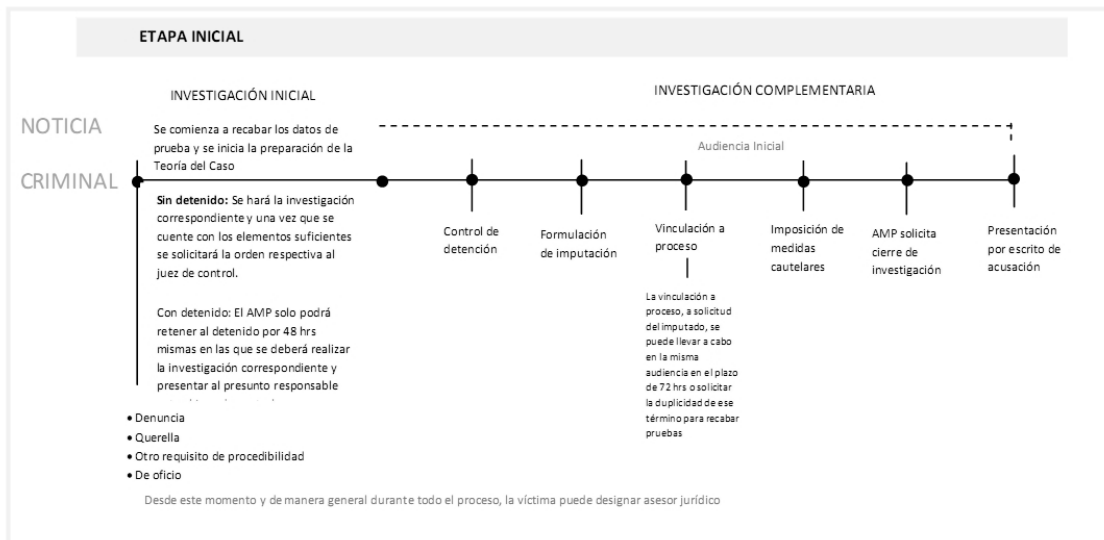 ETAPA INICIAL
INVESTIGACIÓN INICIAL
INVESTIGACIÓN COMPLEMENTARIA
NOTICIA
CRIMINAL
Se comienza a recabar los datos de
prueba y se inicia la preparación de la
Teoría del Caso
Audiencia Inicial
Sin detenido: Se hará la investigación
correspondiente y una vez que se
cuente con los elementos suficientes
se solicitará la orden respectiva al
juez de control.
Con detenido: El AMP solo podrá
retener al detenido por 48 hrs
mismas en las que se deberá realizar
la investigación correspondiente y
presentar al presunto responsable
Control de
detención
Formulación
de imputación
Vinculación a
proceso
La vinculación a
proceso, a solicitud
del imputado, se
puede llevar a cabo
en la misma
audiencia en el plazo
de 72 hrs o solicitar
la duplicidad de ese
término para recabar
pruebas
Imposición de
medidas
cautelares
AMP solicita
cierre de
investigación
Presentación
por escrito de
acusación
• Denuncia
• Querella
• Otro requisito de procedibilidad
• De oficio
Desde este momento y de manera general durante todo el proceso, la víctima puede designar asesor jurídico